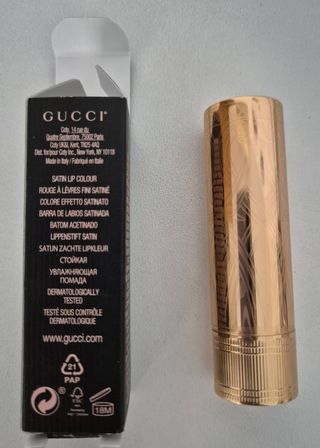 GUCCI
Coty, 14 rue du
Quatre Septembre, 75002 Paris
Coty UK&I, Kent, TN25 4AQ
Dist. for/pour Coty Inc., New York, NY 10118
Made in Italy / Fabriqué en Italie
SATIN LIP COLOUR
ROUGE À LÈVRES FINI SATINÉ
COLORE EFFETTO SATINATO
BARRA DE LABIOS SATINADA
BATOM ACETINADO
LIPPENSTIFT SATIN
SATIJN ZACHTE LIPKLEUR
СТОЙКАЯ
УВЛАЖНЯЮЩАЯ
ПОМАДА
DERMATOLOGICALLY
TESTED
TESTÉ SOUS CONTRÔLE
DERMATOLOGIQUE
www.gucci.com
21
PAP
FSC
18M